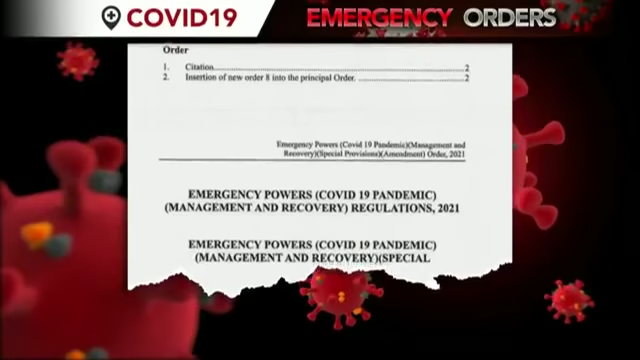 COVID19 EMERGENCY ORDERS
Order
1. Citation.......................................................2
2. Insertion of new order 8 into the principal Order. .......................2
Emergency Powers (Covid 19 Pandemic)(Management and
Recovery)(Special Provisions)(Amendment) Order, 2021
EMERGENCY POWERS (COVID 19 PANDEMIC)
(MANAGEMENT AND RECOVERY) REGULATIONS, 2021
EMERGENCY POWERS (COVID 19 PANDEMIC)
(MANAGEMENT AND RECOVERY)(SPECIAL